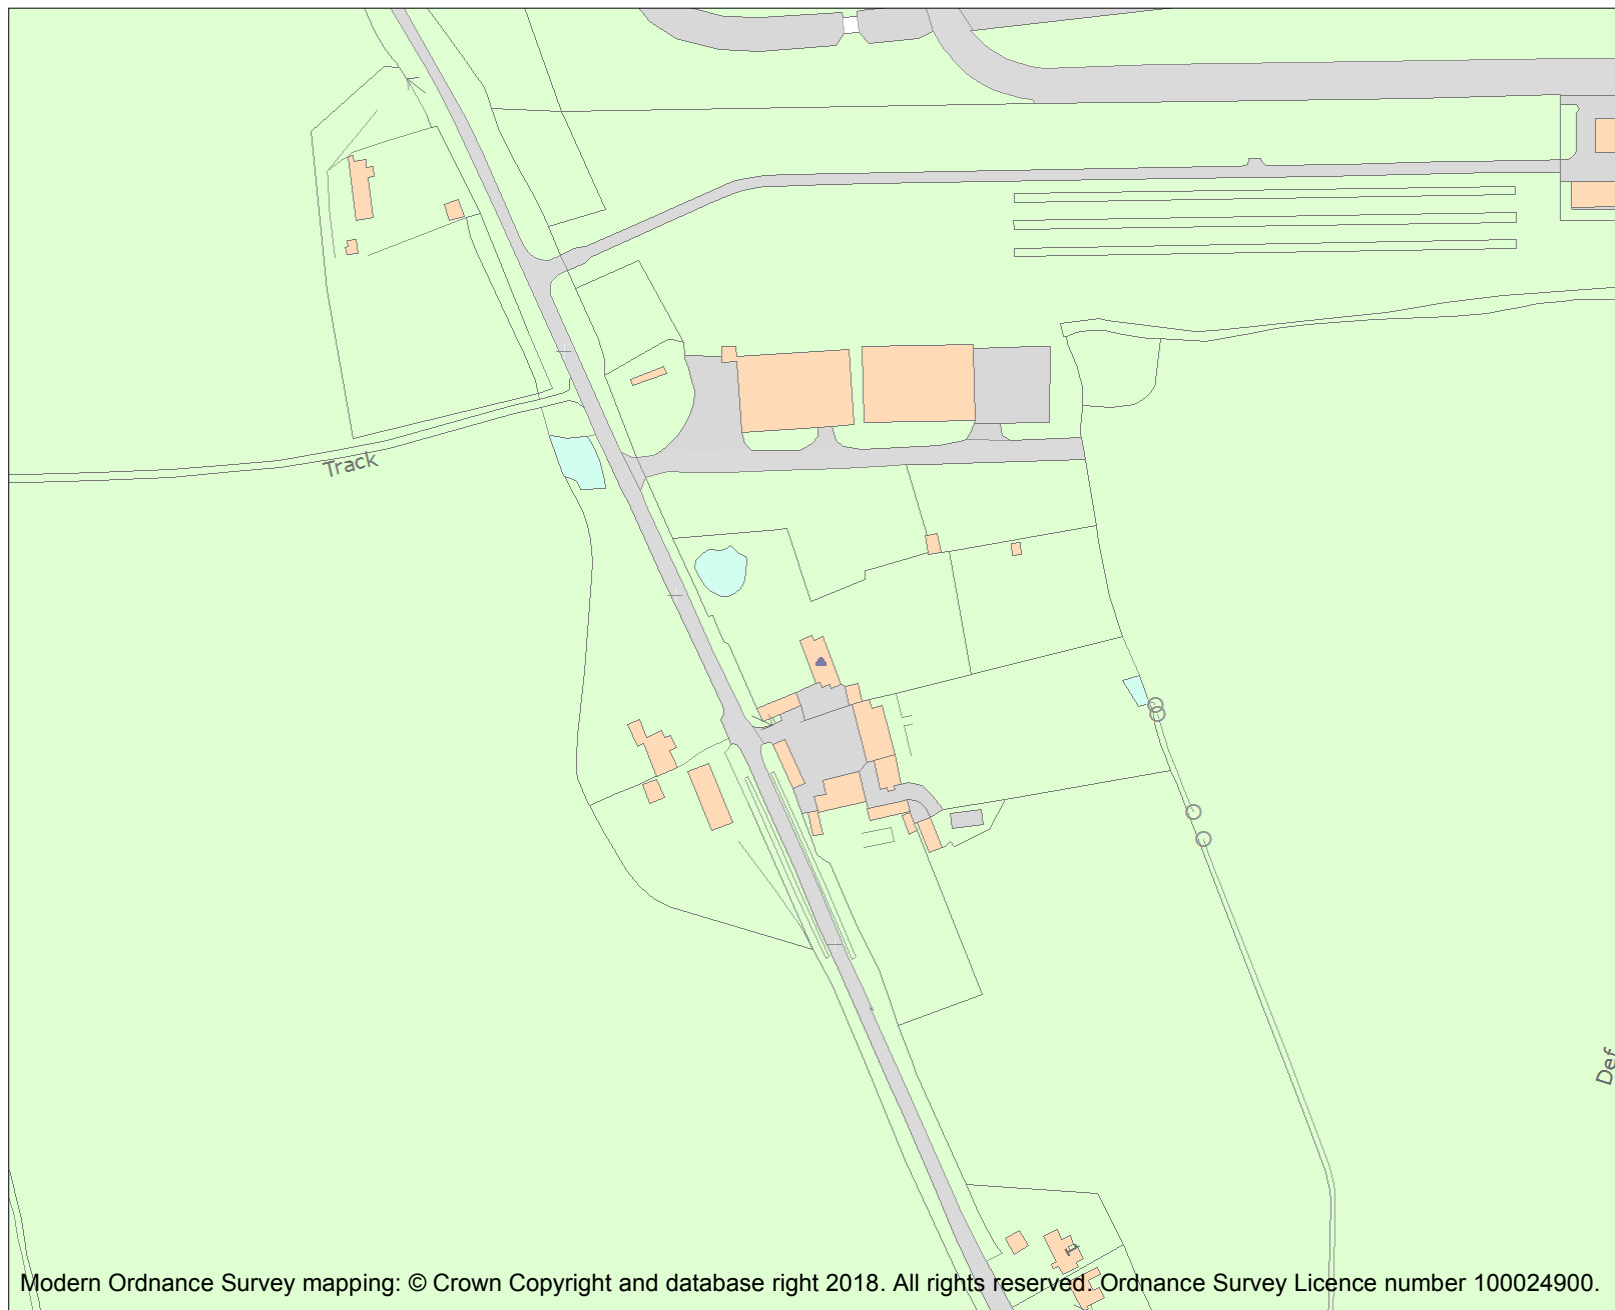 Track
Def
Modern Ordnance Survey mapping: © Crown Copyright and database right 2018. All rights reserved. Ordnance Survey Licence number 100024900.